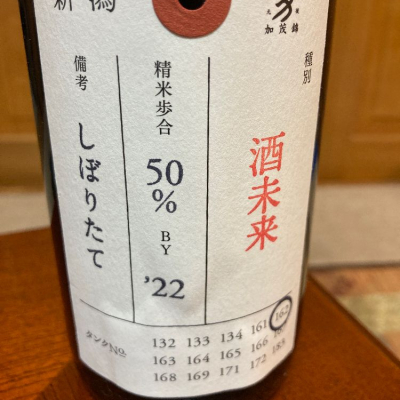 新潟
加茂錦
種別
酒未来
精米歩合
50%
BY
'22
備考
しぼりたて
タンクNo.
132 133 134 161 162
163 164 165 166
168 169 171 172 183